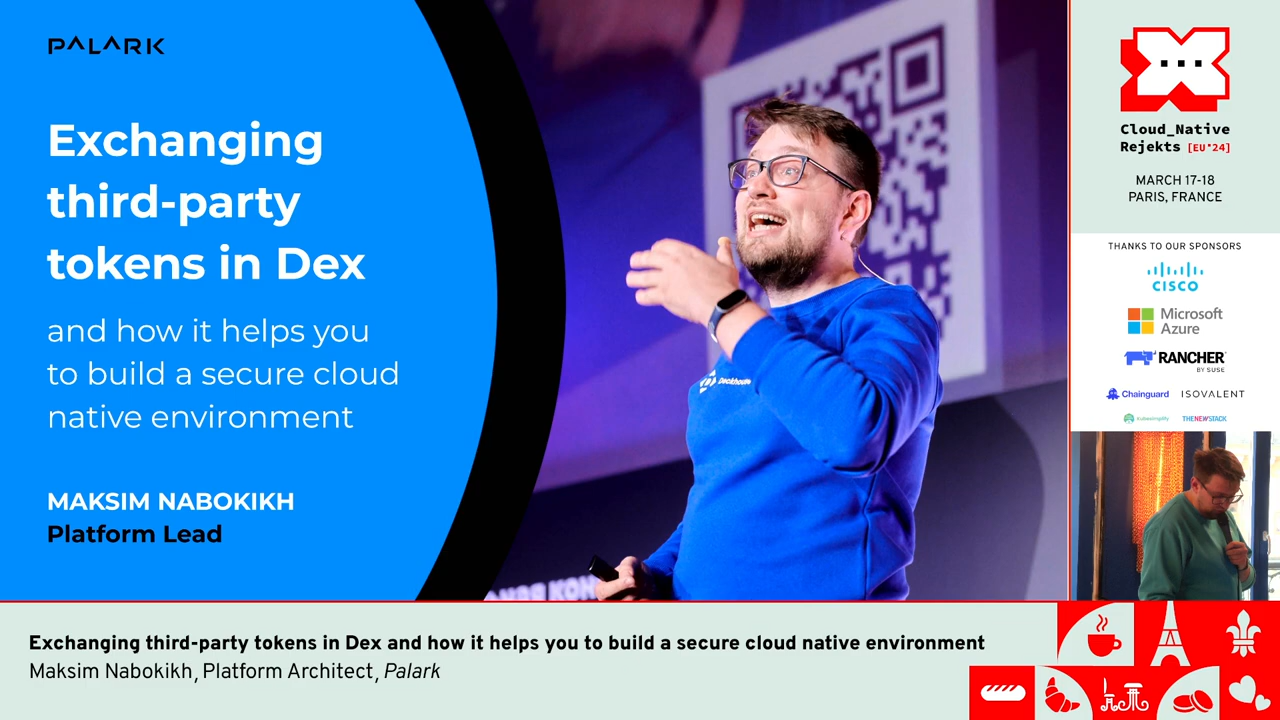 PALARK
Exchanging
third-party
tokens in Dex
and how it helps you
to build a secure cloud
native environment
MAKSIM NABOKIKH
Platform Lead
Deckhouse
Cloud_Native
Rejekts [EU'24]
MARCH 17-18
PARIS, FRANCE
THANKS TO OUR SPONSORS
CISCO
Microsoft
Azure
RANCHER
BY SUSE
Chainguard ISOVALENT
kubesimplify THENEWSTACK
Exchanging third-party tokens in Dex and how it helps you to build a secure cloud native environment
Maksim Nabokikh, Platform Architect, Palark